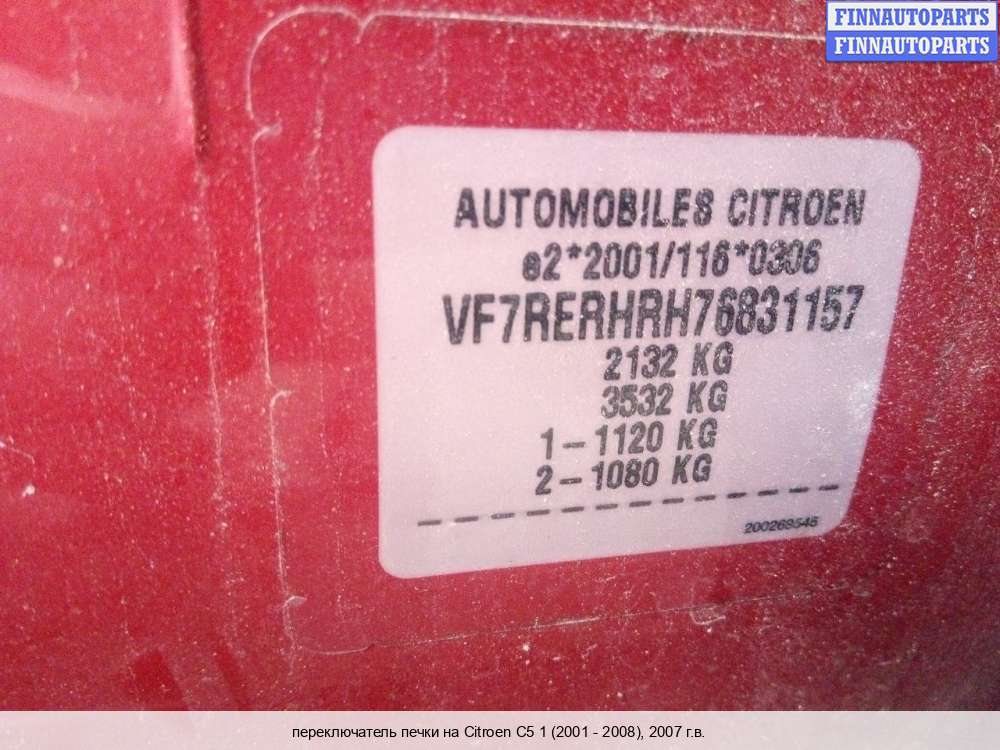 FINNAUTOPARTS
FINNAUTOPARTS
AUTOMOBILES CITROEN
e2*2001/116*0306
VF7RERHRH76831157
2132 KG
3532 KG
1-1120 KG
2-1080 KG
200269545
переключатель печки на Citroen C5 1 (2001 - 2008), 2007 г.в.